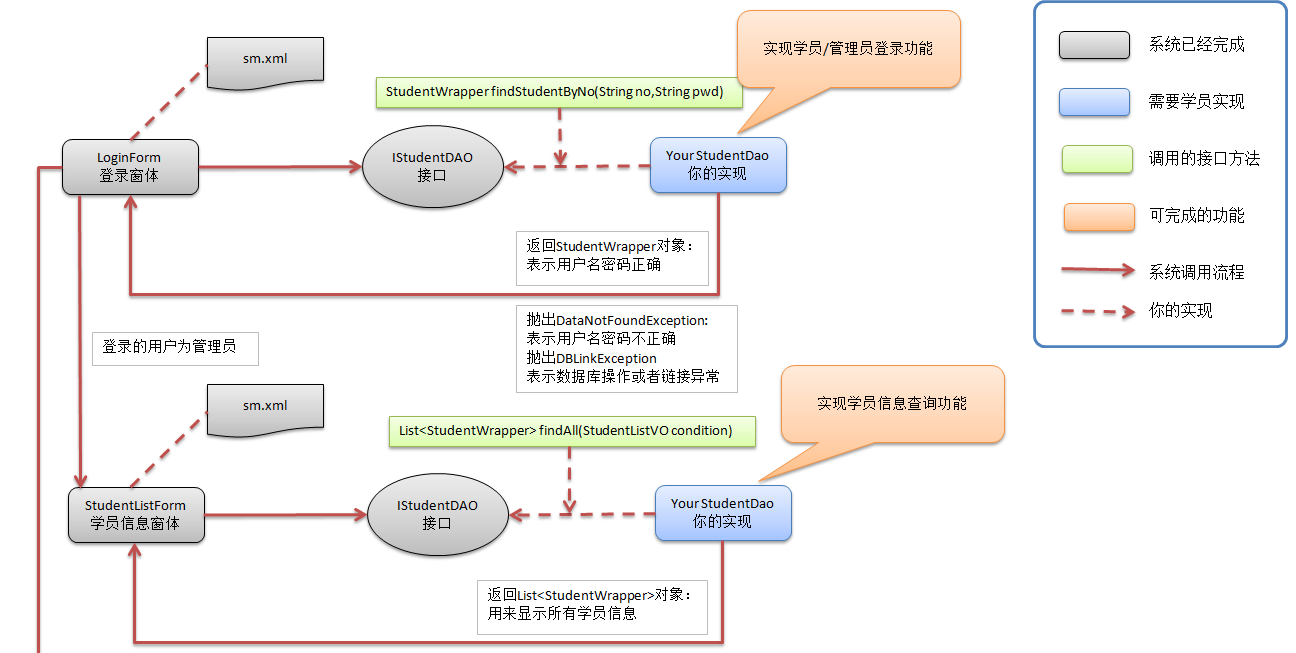 sm.xml
实现学员/管理员登录功能
StudentWrapper findStudentByNo(String no,String pwd)
LoginForm
登录窗体
IStudentDAO
接口
Your StudentDao
你的实现
返回StudentWrapper对象：
表示用户名密码正确
抛出DataNotFoundException:
表示用户名密码不正确
抛出DBLinkException
表示数据库操作或者链接异常
登录的用户为管理员
sm.xml
实现学员信息查询功能
List<StudentWrapper> findAll(StudentListVO condition)
StudentListForm
学员信息窗体
IStudentDAO
接口
Your StudentDao
你的实现
返回List<StudentWrapper>对象：
用来显示所有学员信息
系统已经完成
需要学员实现
调用的接口方法
可完成的功能
系统调用流程
你的实现